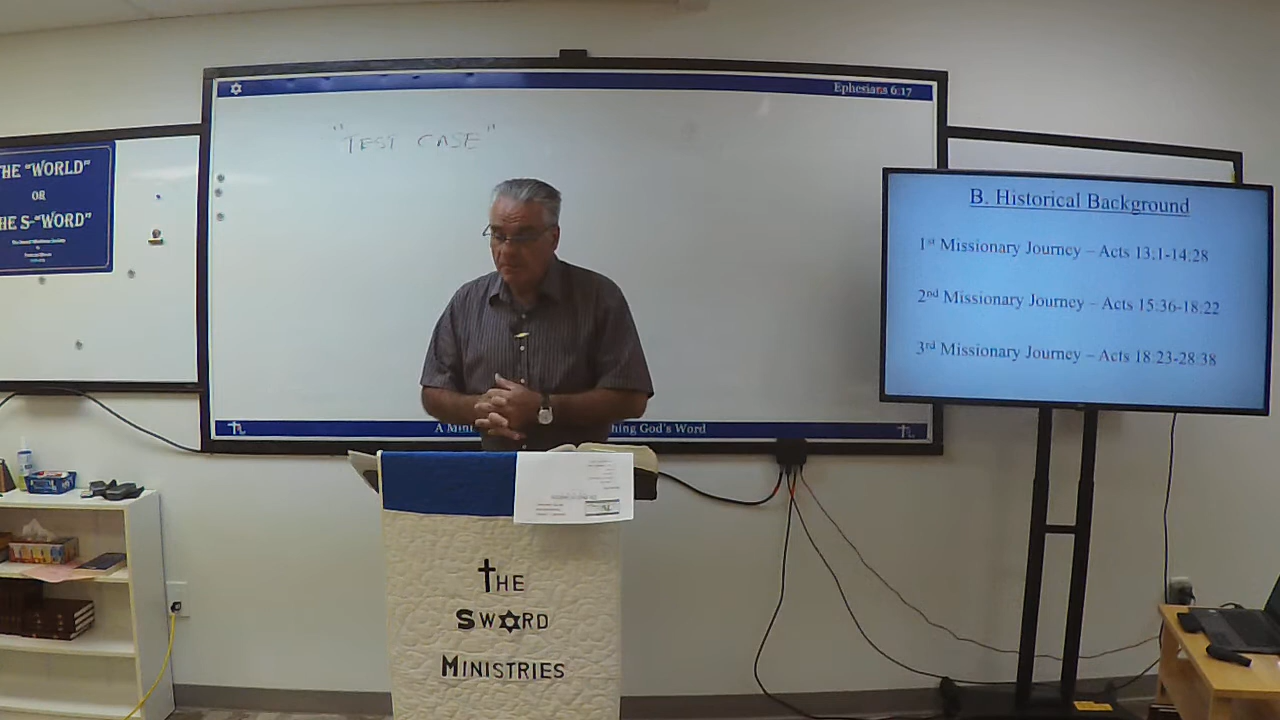 Ephesians 6:17
"TEST CASE"
THE "WORLD"
OR
THE S-"WORD"
B. Historical Background
1st Missionary Journey – Acts 13:1-14:28
2nd Missionary Journey – Acts 15:36-18:22
3rd Missionary Journey – Acts 18:23-28:38
God's Word
THE
SWORD
MINISTRIES